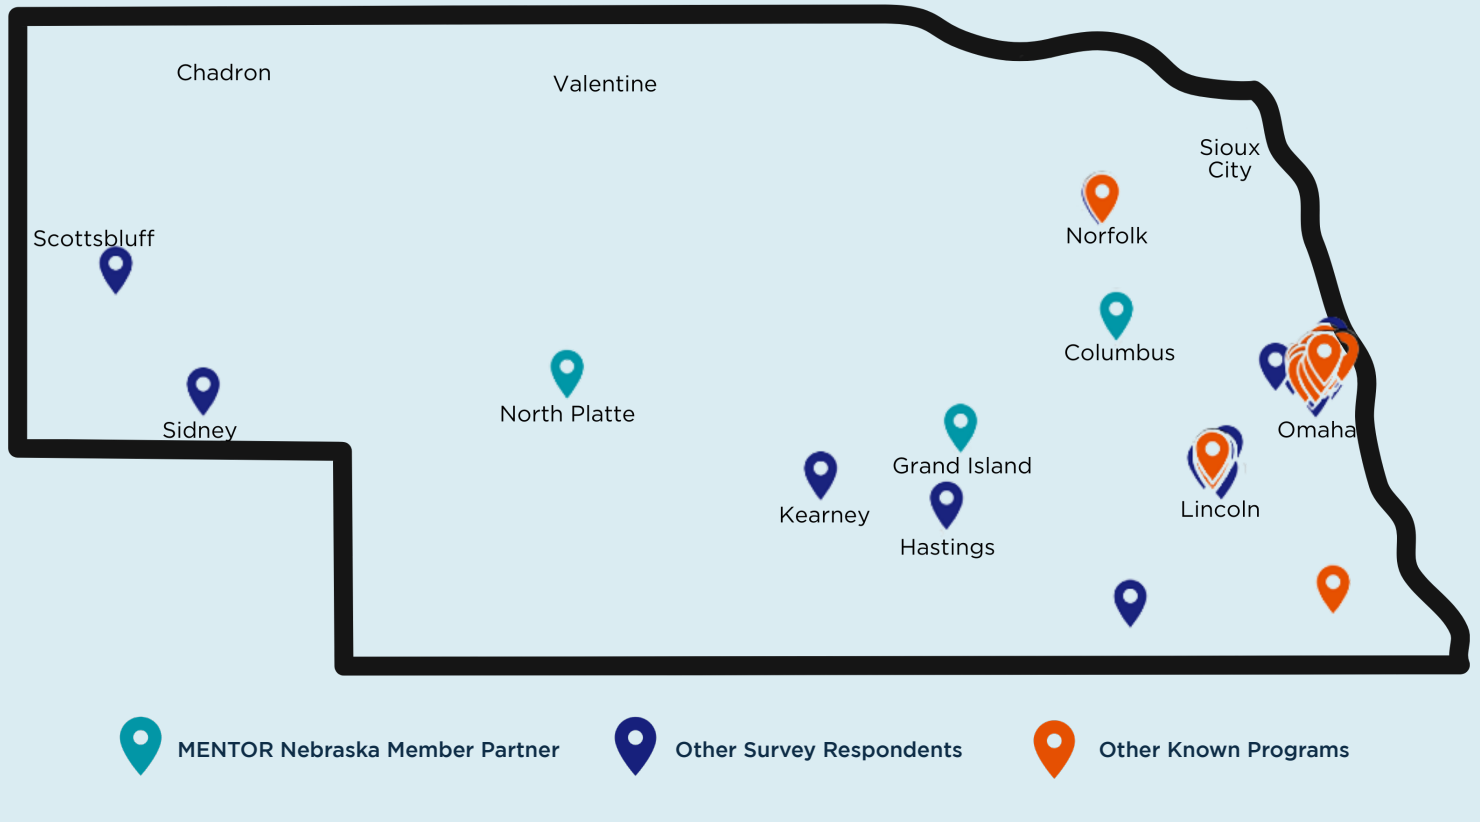 Chadron
Valentine
Sioux
City
Scottsbluff
Norfolk
Columbus
North Platte
Sidney
Omaha
Grand Island
Kearney
Lincoln
Hastings
MENTOR Nebraska Member Partner
Other Survey Respondents
Other Known Programs